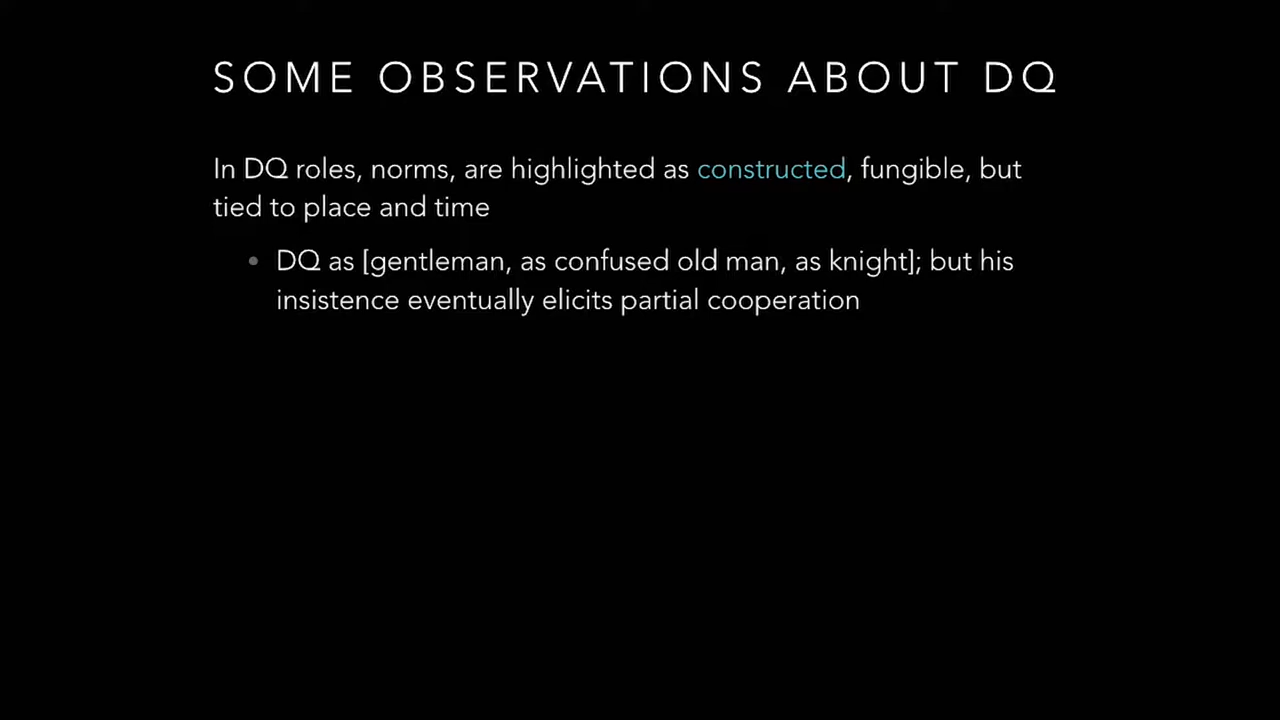 SOME OBSERVATIONS ABOUT DQ
In DQ roles, norms, are highlighted as constructed, fungible, but
tied to place and time
• DQ as [gentleman, as confused old man, as knight]; but his
insistence eventually elicits partial cooperation